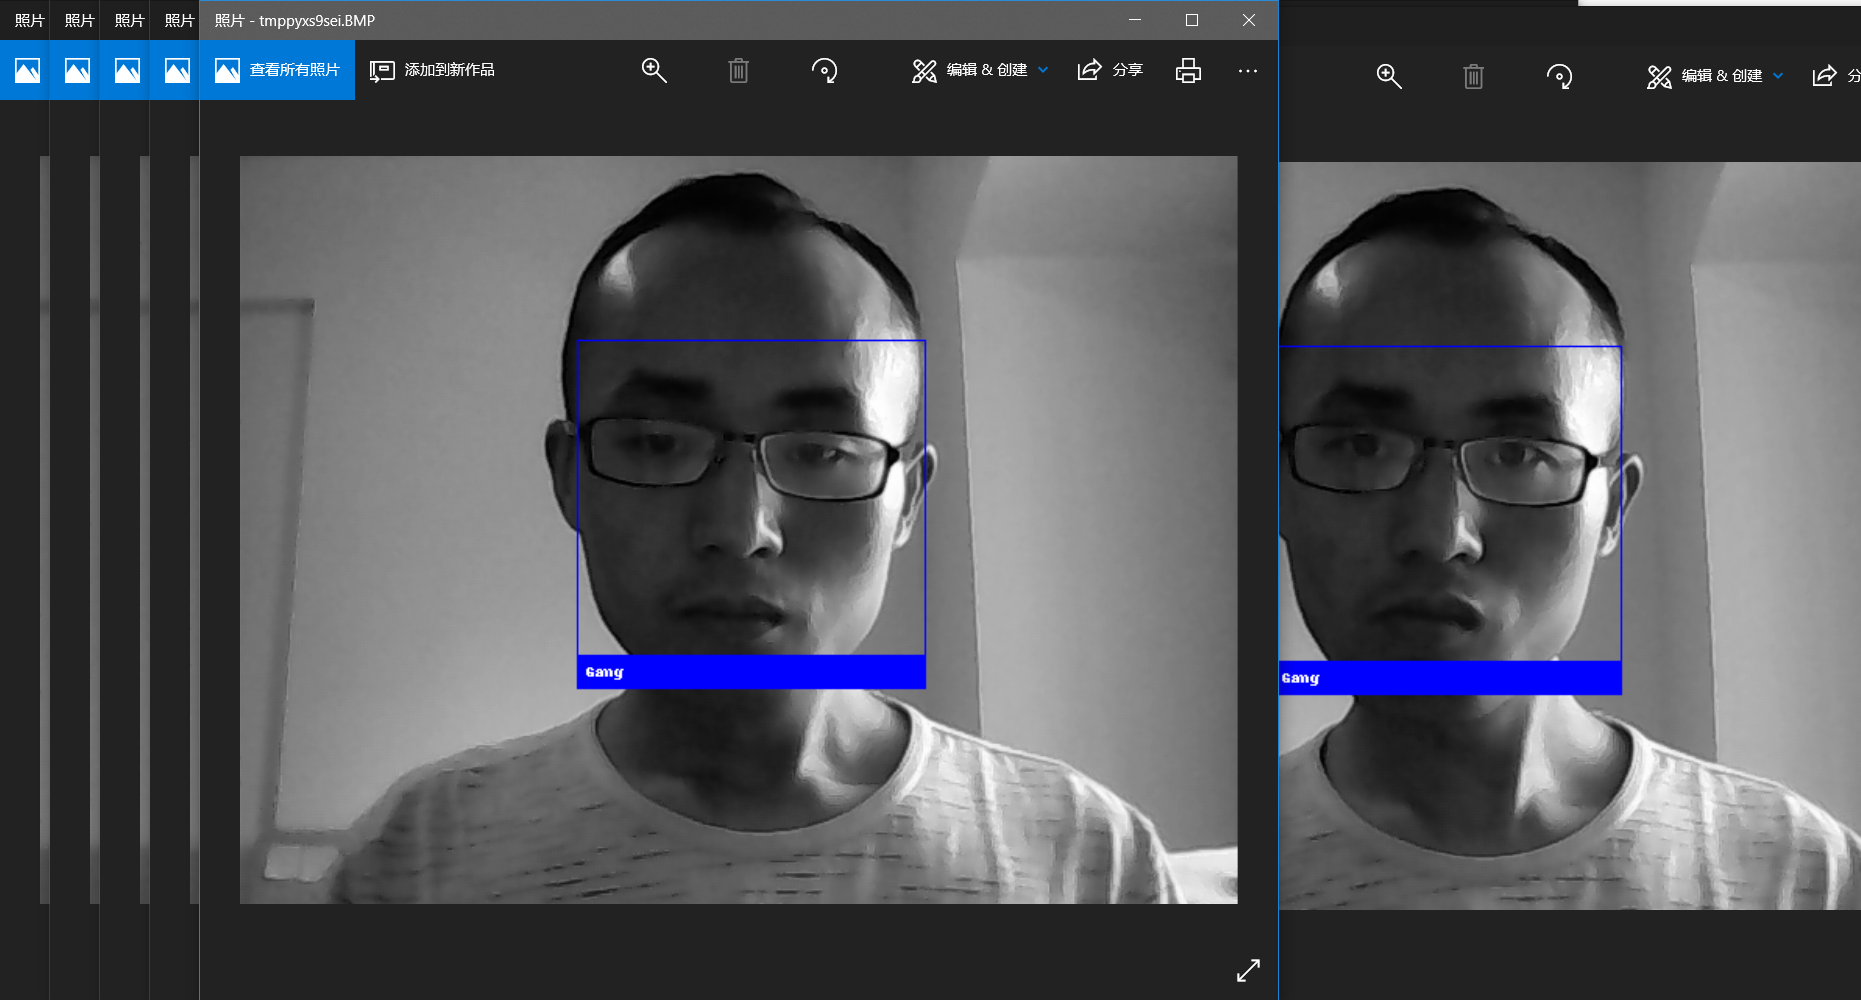 照片
照片
照片
照片
照片 - tmppyxs9sei.BMP
查看所有照片
添加到新作品
编辑 & 创建
分享
编辑 & 创建
分
Gang
Gang